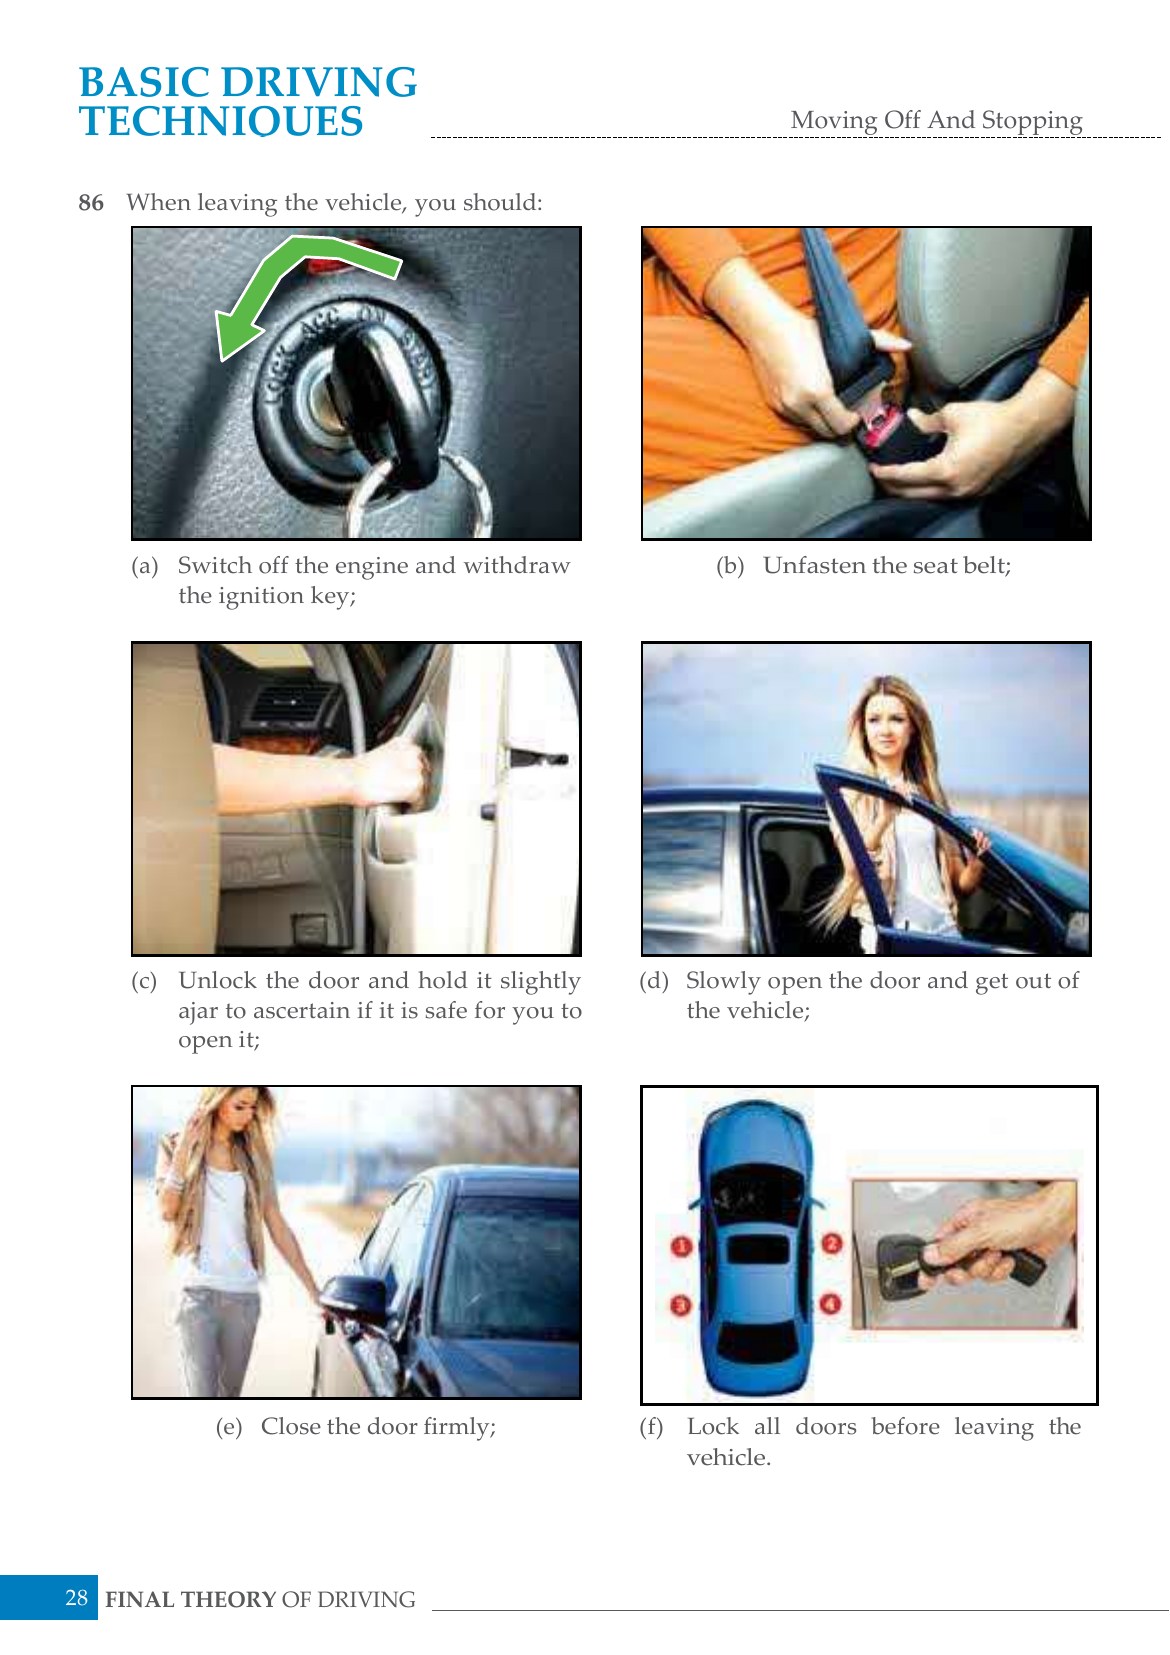 BASIC DRIVING
TECHNIQUES
Moving Off And Stopping
86 When leaving the vehicle, you should:
LOCK ACC ON START
(a) Switch off the engine and withdraw
the ignition key;
(b) Unfasten the seat belt;
(c) Unlock the door and hold it slightly
ajar to ascertain if it is safe for you to
open it;
(d) Slowly open the door and get out of
the vehicle;
1
2
3
4
(e) Close the door firmly;
(f) Lock all doors before leaving the
vehicle.
28 FINAL THEORY OF DRIVING